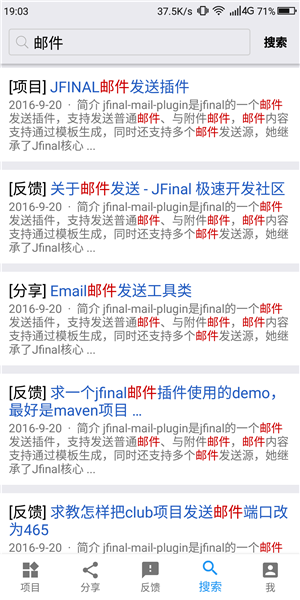 19:03 37.5K/s 4G 71%
邮件 搜索
[项目] JFINAL邮件发送插件
2016-9-20 · 简介 jfinal-mail-plugin是jfinal的一个邮件
发送插件，支持发送普通邮件、与附件邮件，邮件内容
支持通过模板生成，同时还支持多个邮件发送源，她继
承了Jfinal核心 ...
[反馈] 关于邮件发送 - JFinal 极速开发社区
2016-9-20 · 简介 jfinal-mail-plugin是jfinal的一个邮件
发送插件，支持发送普通邮件、与附件邮件，邮件内容
支持通过模板生成，同时还支持多个邮件发送源，她继
承了Jfinal核心 ...
[分享] Email邮件发送工具类
2016-9-20 · 简介 jfinal-mail-plugin是jfinal的一个邮件
发送插件，支持发送普通邮件、与附件邮件，邮件内容
支持通过模板生成，同时还支持多个邮件发送源，她继
承了Jfinal核心 ...
[反馈] 求一个jfinal邮件插件使用的demo，
最好是maven项目 ...
2016-9-20 · 简介 jfinal-mail-plugin是jfinal的一个邮件
发送插件，支持发送普通邮件、与附件邮件，邮件内容
支持通过模板生成，同时还支持多个邮件发送源，她继
承了Jfinal核心 ...
[反馈] 求教怎样把club项目发送邮件端口改
为465
2016-9-20 · 简介 jfinal-mail-plugin是jfinal的一个邮件
项目 分享 反馈 搜索 我